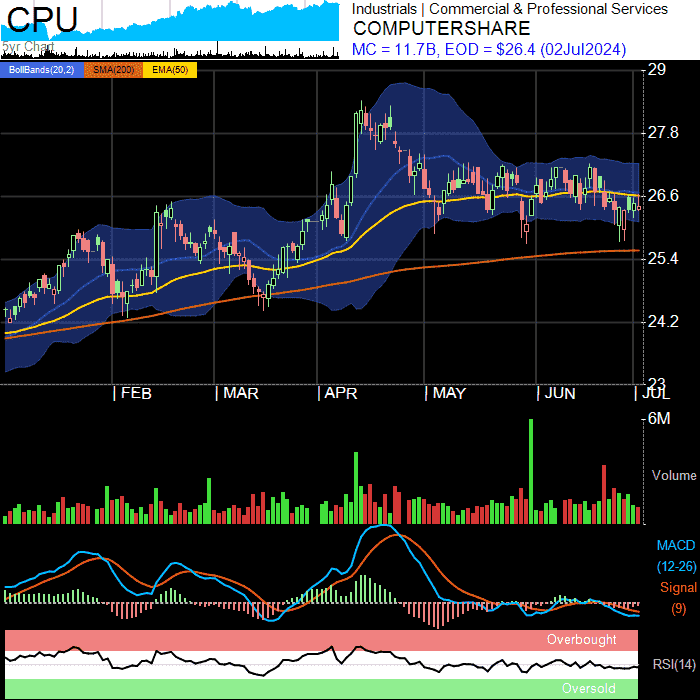 CPU
5yr Chart
Industrials | Commercial & Professional Services
COMPUTERSHARE
MC = 11.7B, EOD = $26.4 (02Jul2024)
BollBands(20,2) SMA(200) EMA(50)
29
27.8
26.6
25.4
24.2
23
FEB MAR APR MAY JUN JUL
6M
Volume
MACD
(12-26)
Signal
(9)
Overbought
RSI(14)
Oversold